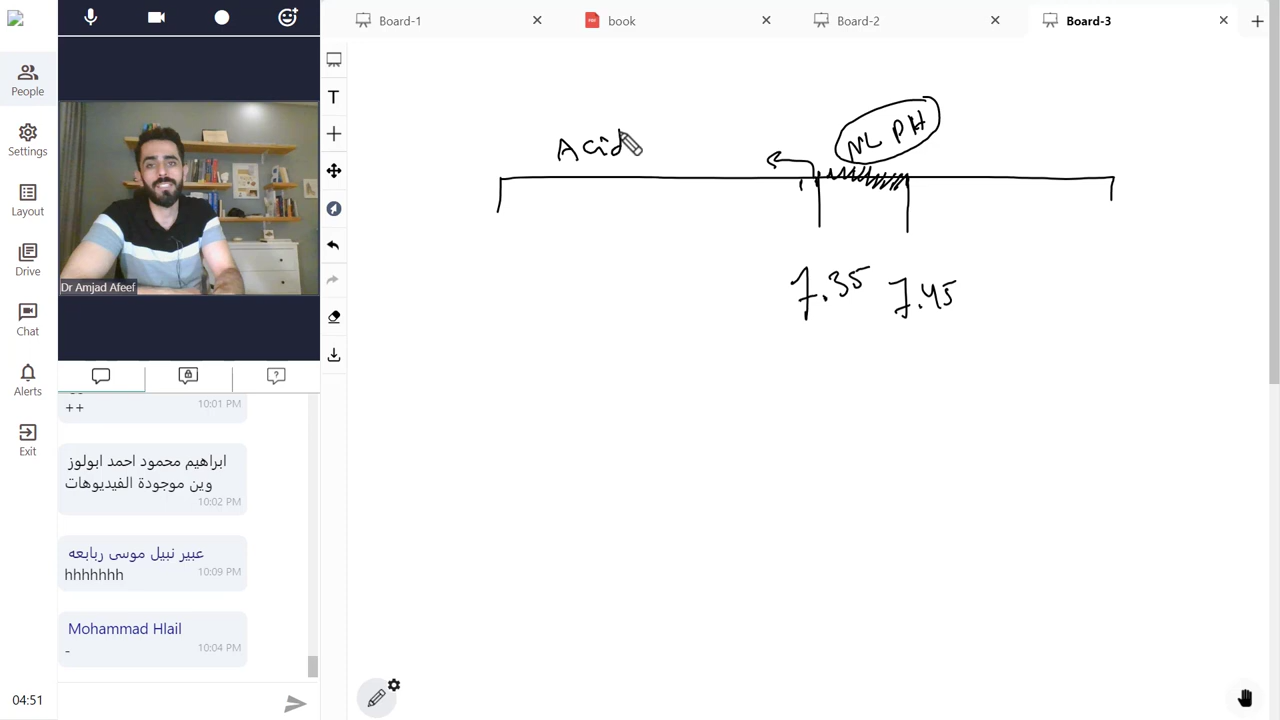 Board-1
book
Board-2
Board-3
People
Settings
Layout
Drive
Chat
Alerts
Exit
04:51
Dr Amjad Afeef
++
10:01 PM
ابراهيم محمود احمد ابولوز
وين موجودة الفيديوهات
10:02 PM
عبير نبيل موسى ربابعه
hhhhhhh
10:09 PM
Mohammad Hlail
-
10:04 PM
T
PDF
?
Acid
NL PH
7.35
7.45